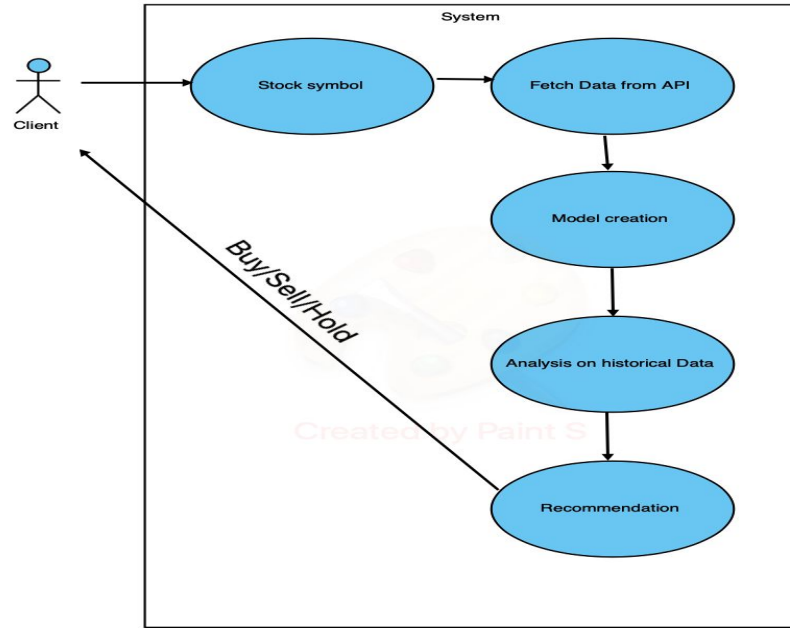 System
Client
Stock symbol
Fetch Data from API
Model creation
Buy/Sell/Hold
Analysis on historical Data
Created by Paint S
Recommendation